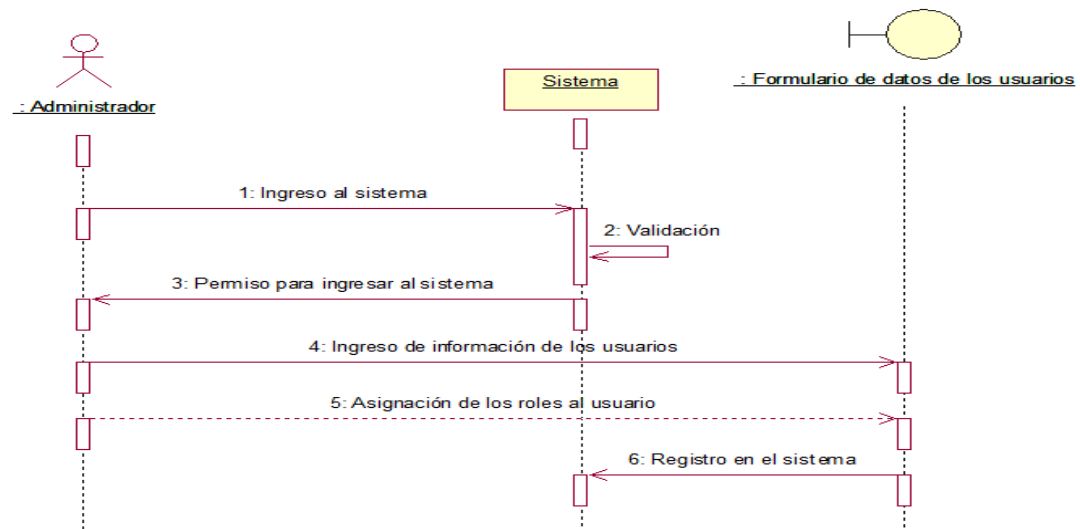 : Administrador
Sistema
: Formulario de datos de los usuarios
1: Ingreso al sistema
2: Validación
3: Permiso para ingresar al sistema
4: Ingreso de información de los usuarios
5: Asignación de los roles al usuario
6: Registro en el sistema